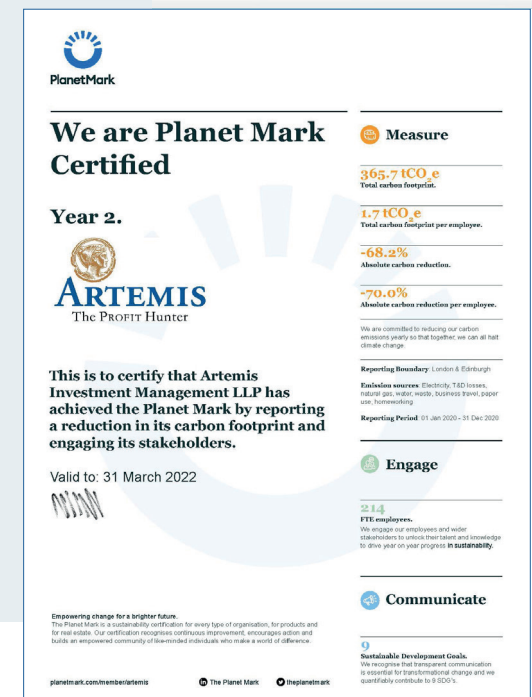 PlanetMark
We are Planet Mark
Certified
Year 2.
ARTEMIS
The PROFIT Hunter
This is to certify that Artemis
Investment Management LLP has
achieved the Planet Mark by reporting
a reduction in its carbon footprint and
engaging its stakeholders.
Valid to: 31 March 2022
Empowering change for a brighter future.
The Planet Mark is a sustainability certification for every type of organisation, for products and
for real estate. Our certification recognises continuous improvement, encourages action and
builds an empowered community of like-minded individuals who make a world of difference.
planetmark.com/member/artemis
The Planet Mark
theplanetmark
Measure
365.7 tCO2e
Total carbon footprint.
1.7 tCO2e
Total carbon footprint per employee.
-68.2%
Absolute carbon reduction.
-70.0%
Absolute carbon reduction per employee.
We are committed to reducing our carbon
emissions yearly so that together, we can all halt
climate change.
Reporting Boundary: London & Edinburgh
Emission sources: Electricity, T&D losses,
natural gas, water, waste, business travel, paper
use, homeworking
Reporting Period: 01 Jan 2020 - 31 Dec 2020
Engage
214
FTE employees.
We engage our employees and wider
stakeholders to unlock their talent and knowledge
to drive year on year progress in sustainability.
Communicate
9
Sustainable Development Goals.
We recognise that transparent communication
is essential for transformational change and we
quantifiably contribute to 9 SDG's.